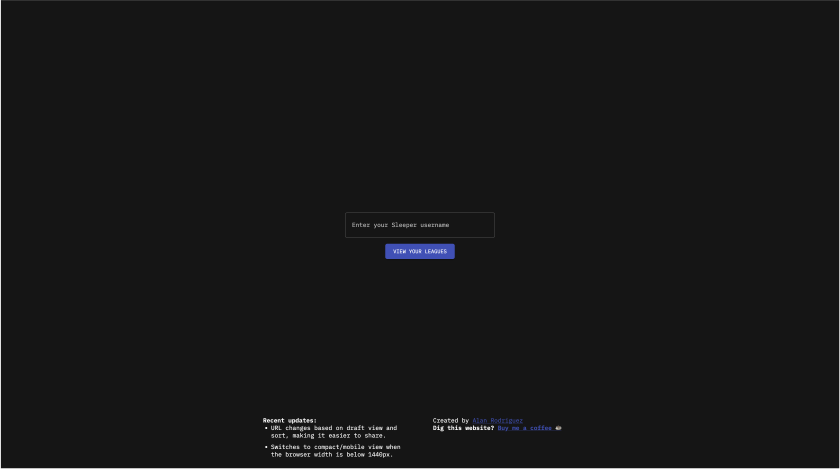 Enter your Sleeper username
VIEW YOUR LEAGUES
Recent updates:
• URL changes based on draft view and
sort, making it easier to share.
• Switches to compact/mobile view when
the browser width is below 1440px.
Created by Alan Rodriguez
Dig this website? Buy me a coffee ☕